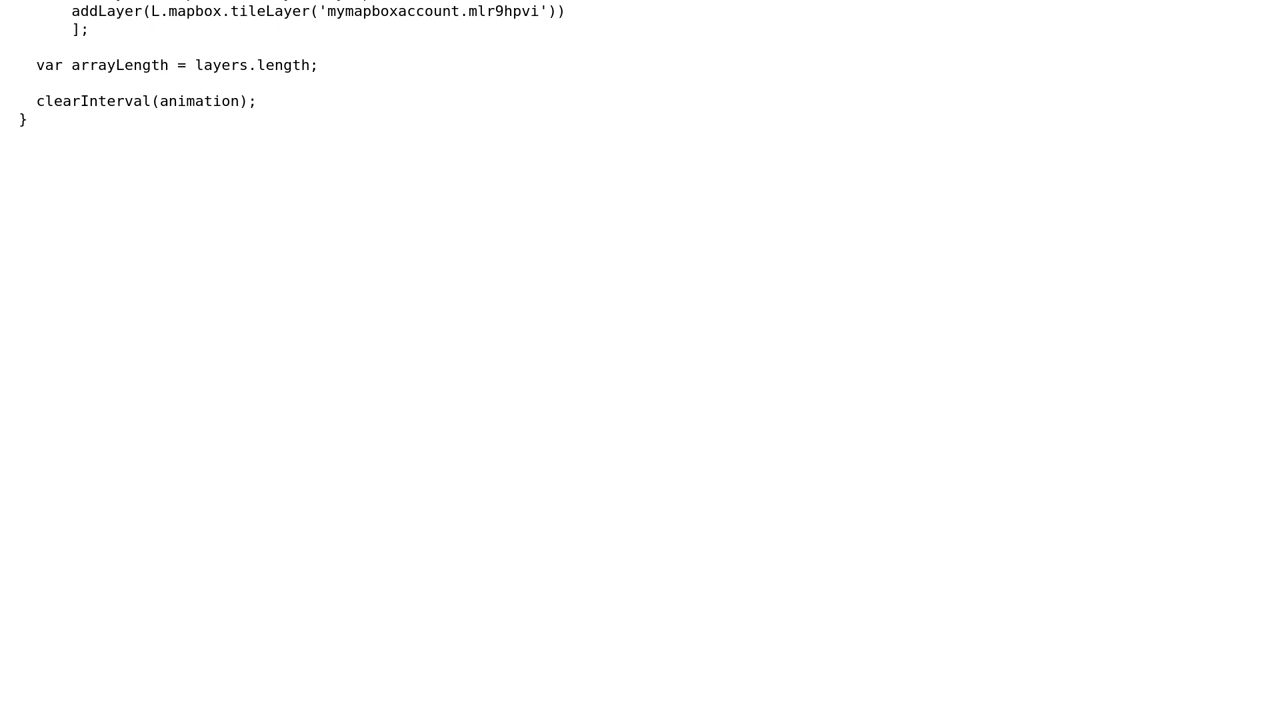 addLayer(L.mapbox.tileLayer('mymapboxaccount.mlr9hpvi'))
];
var arrayLength = layers.length;
clearInterval(animation);
}